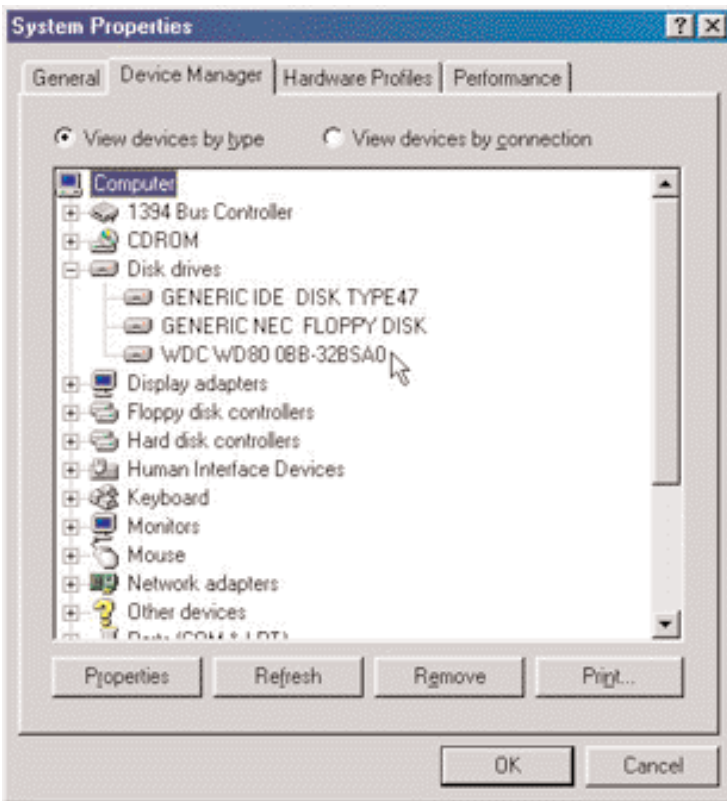 System Properties
General Device Manager Hardware Profiles Performance
View devices by type View devices by connection
Computer
1394 Bus Controller
CDROM
Disk drives
GENERIC IDE DISK TYPE47
GENERIC NEC FLOPPY DISK
WDC WD80 0BB-32BSA0
Display adapters
Floppy disk controllers
Hard disk controllers
Human Interface Devices
Keyboard
Monitors
Mouse
Network adapters
Other devices
Ports (COM & LPT)
Properties Refresh Remove Print...
OK Cancel